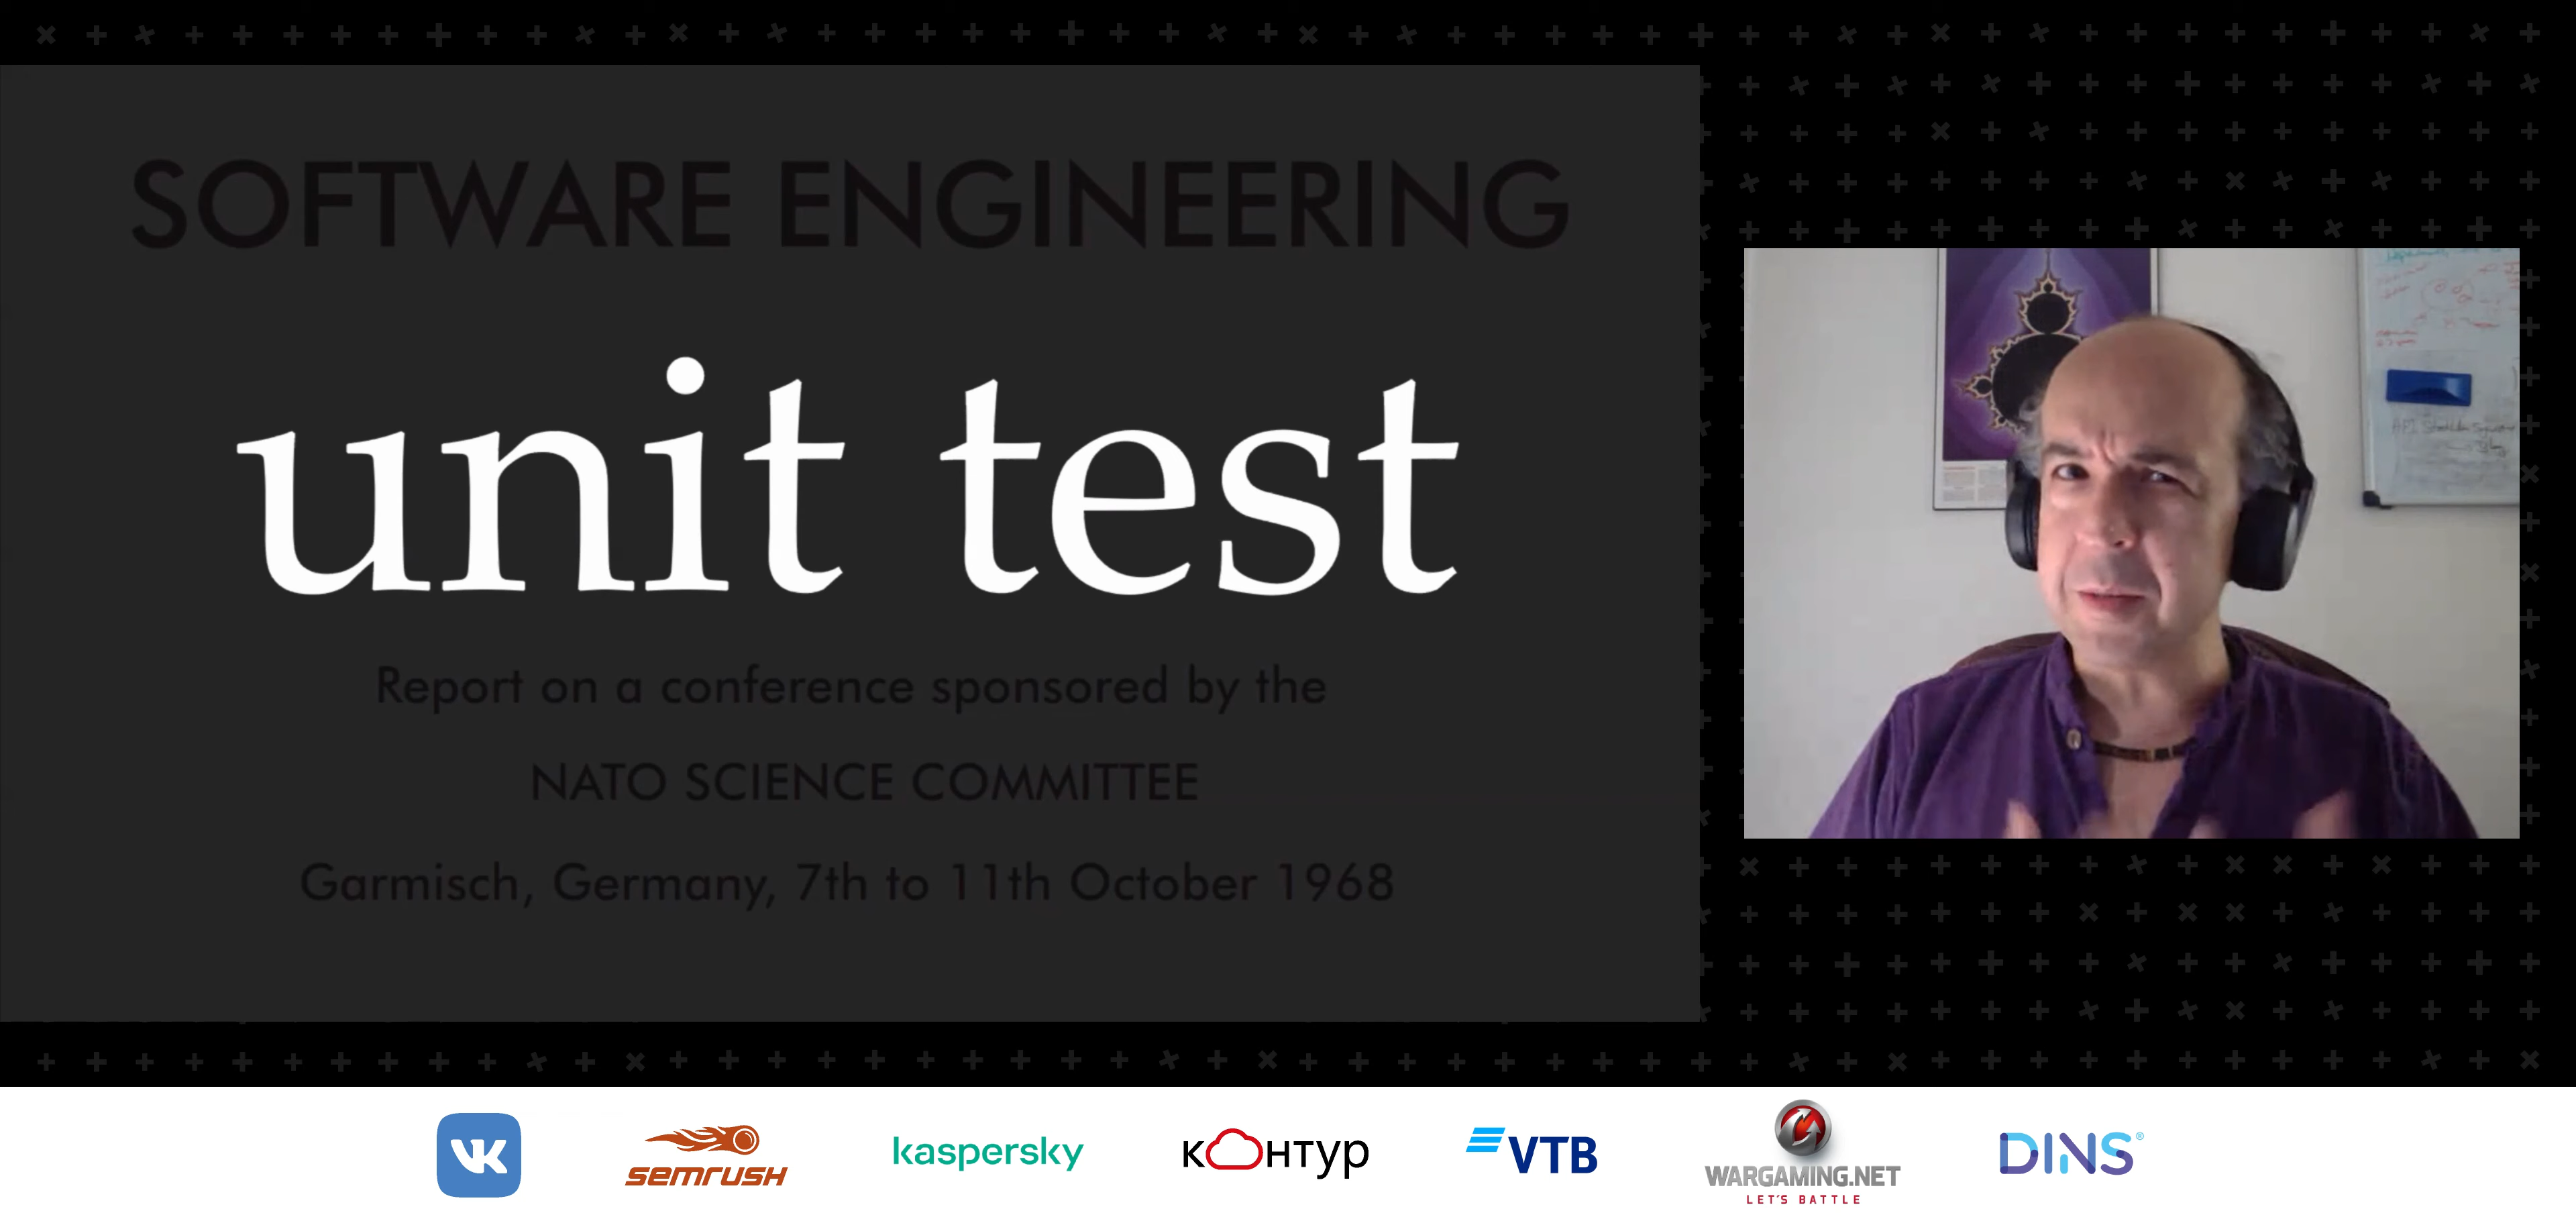 SOFTWARE ENGINEERING
unit test
Report on a conference sponsored by the
NATO SCIENCE COMMITTEE
Garmisch, Germany, 7th to 11th October 1968
VK
SEMRUSH
kaspersky
контур
VTB
WARGAMING.NET
LET'S BATTLE
DINS®